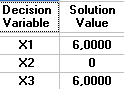 Decision Variable Solution Value
X1 6,0000
X2 0
X3 6,0000